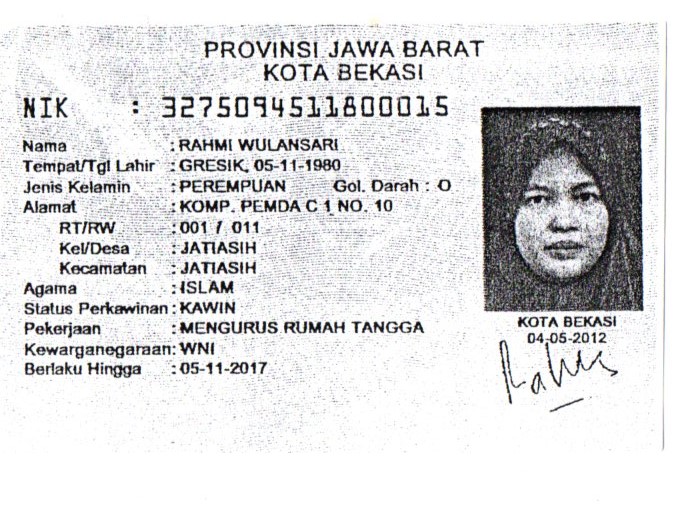 PROVINSI JAWA BARAT
KOTA BEKASI
NIK : 3275094511800015
Nama : RAHMI WULANSARI
Tempat/Tgl Lahir : GRESIK, 05-11-1980
Jenis Kelamin : PEREMPUAN Gol. Darah : O
Alamat : KOMP. PEMDA C 1 NO. 10
RT/RW : 001 / 011
Kel/Desa : JATIASIH
Kecamatan : JATIASIH
Agama : ISLAM
Status Perkawinan : KAWIN
Pekerjaan : MENGURUS RUMAH TANGGA
Kewarganegaraan : WNI
Berlaku Hingga : 05-11-2017
KOTA BEKASI
04-05-2012